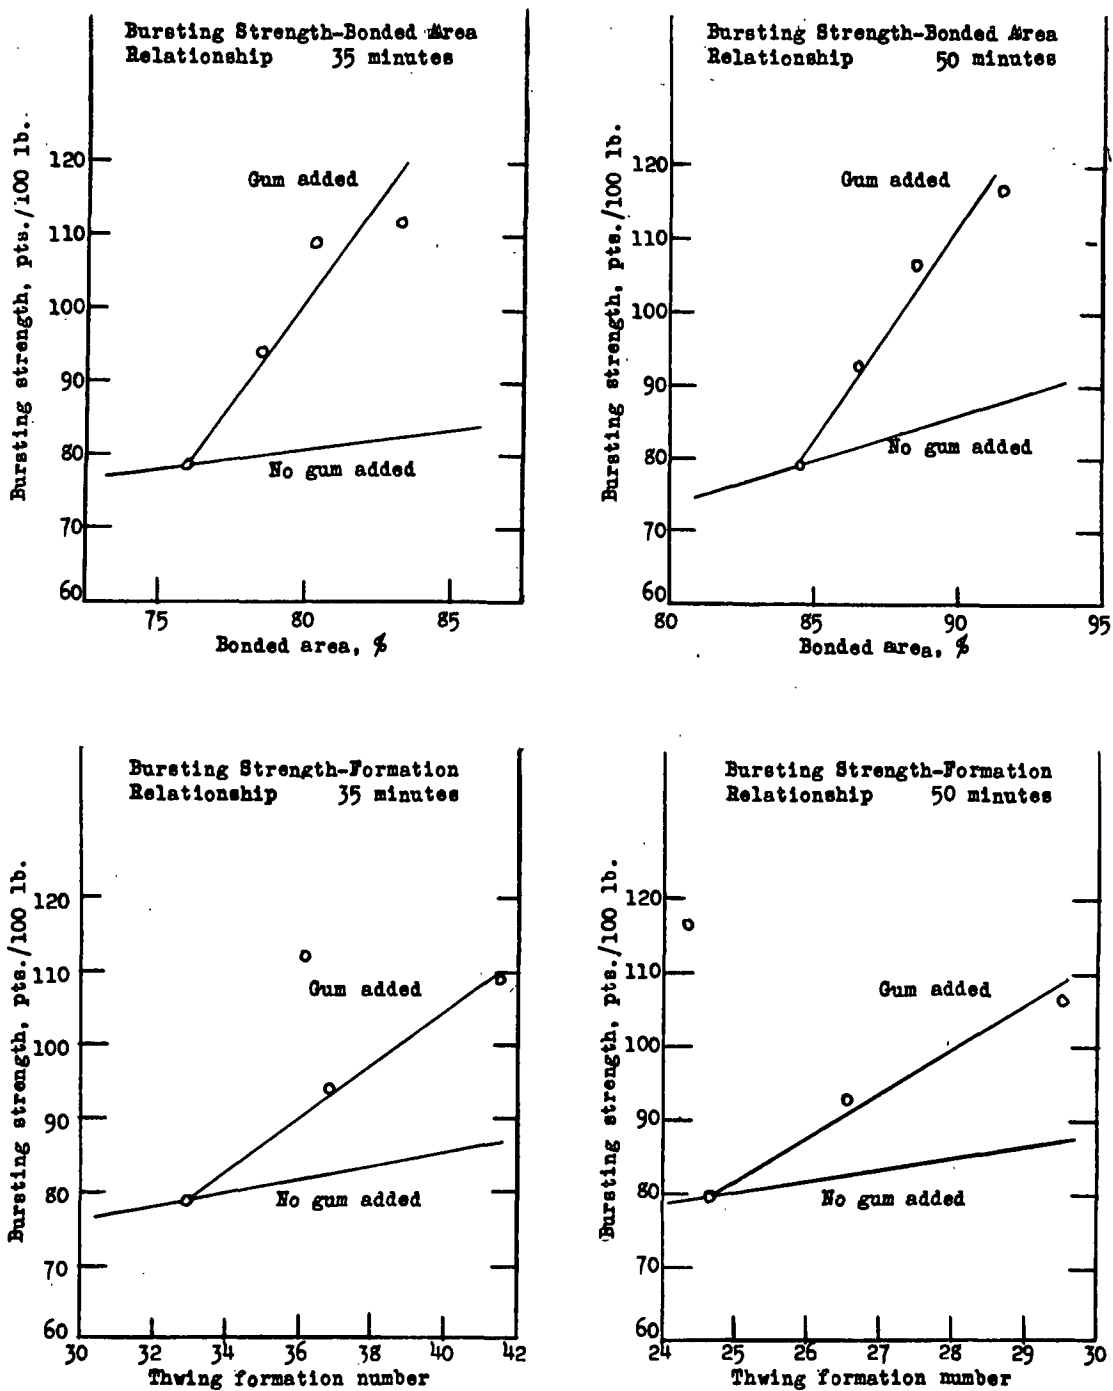 Bursting Strength-Bonded Area
Relationship 35 minutes
Bursting strength, pts./100 lb.
120
110
100
90
80
70
60
Gum added
No gum added
75 80 85
Bonded area, %
Bursting Strength-Bonded Area
Relationship 50 minutes
Bursting strength, pts./100 lb.
120
110
100
90
80
70
60
Gum added
No gum added
80 85 90 95
Bonded area, %
Bursting Strength-Formation
Relationship 35 minutes
Bursting strength, pts./100 lb.
120
110
100
90
80
70
60
Gum added
No gum added
30 32 34 36 38 40 42
Thwing formation number
Bursting Strength-Formation
Relationship 50 minutes
Bursting strength, pts./100 lb.
120
110
100
90
80
70
60
Gum added
No gum added
24 25 26 27 28 29 30
Thwing formation number